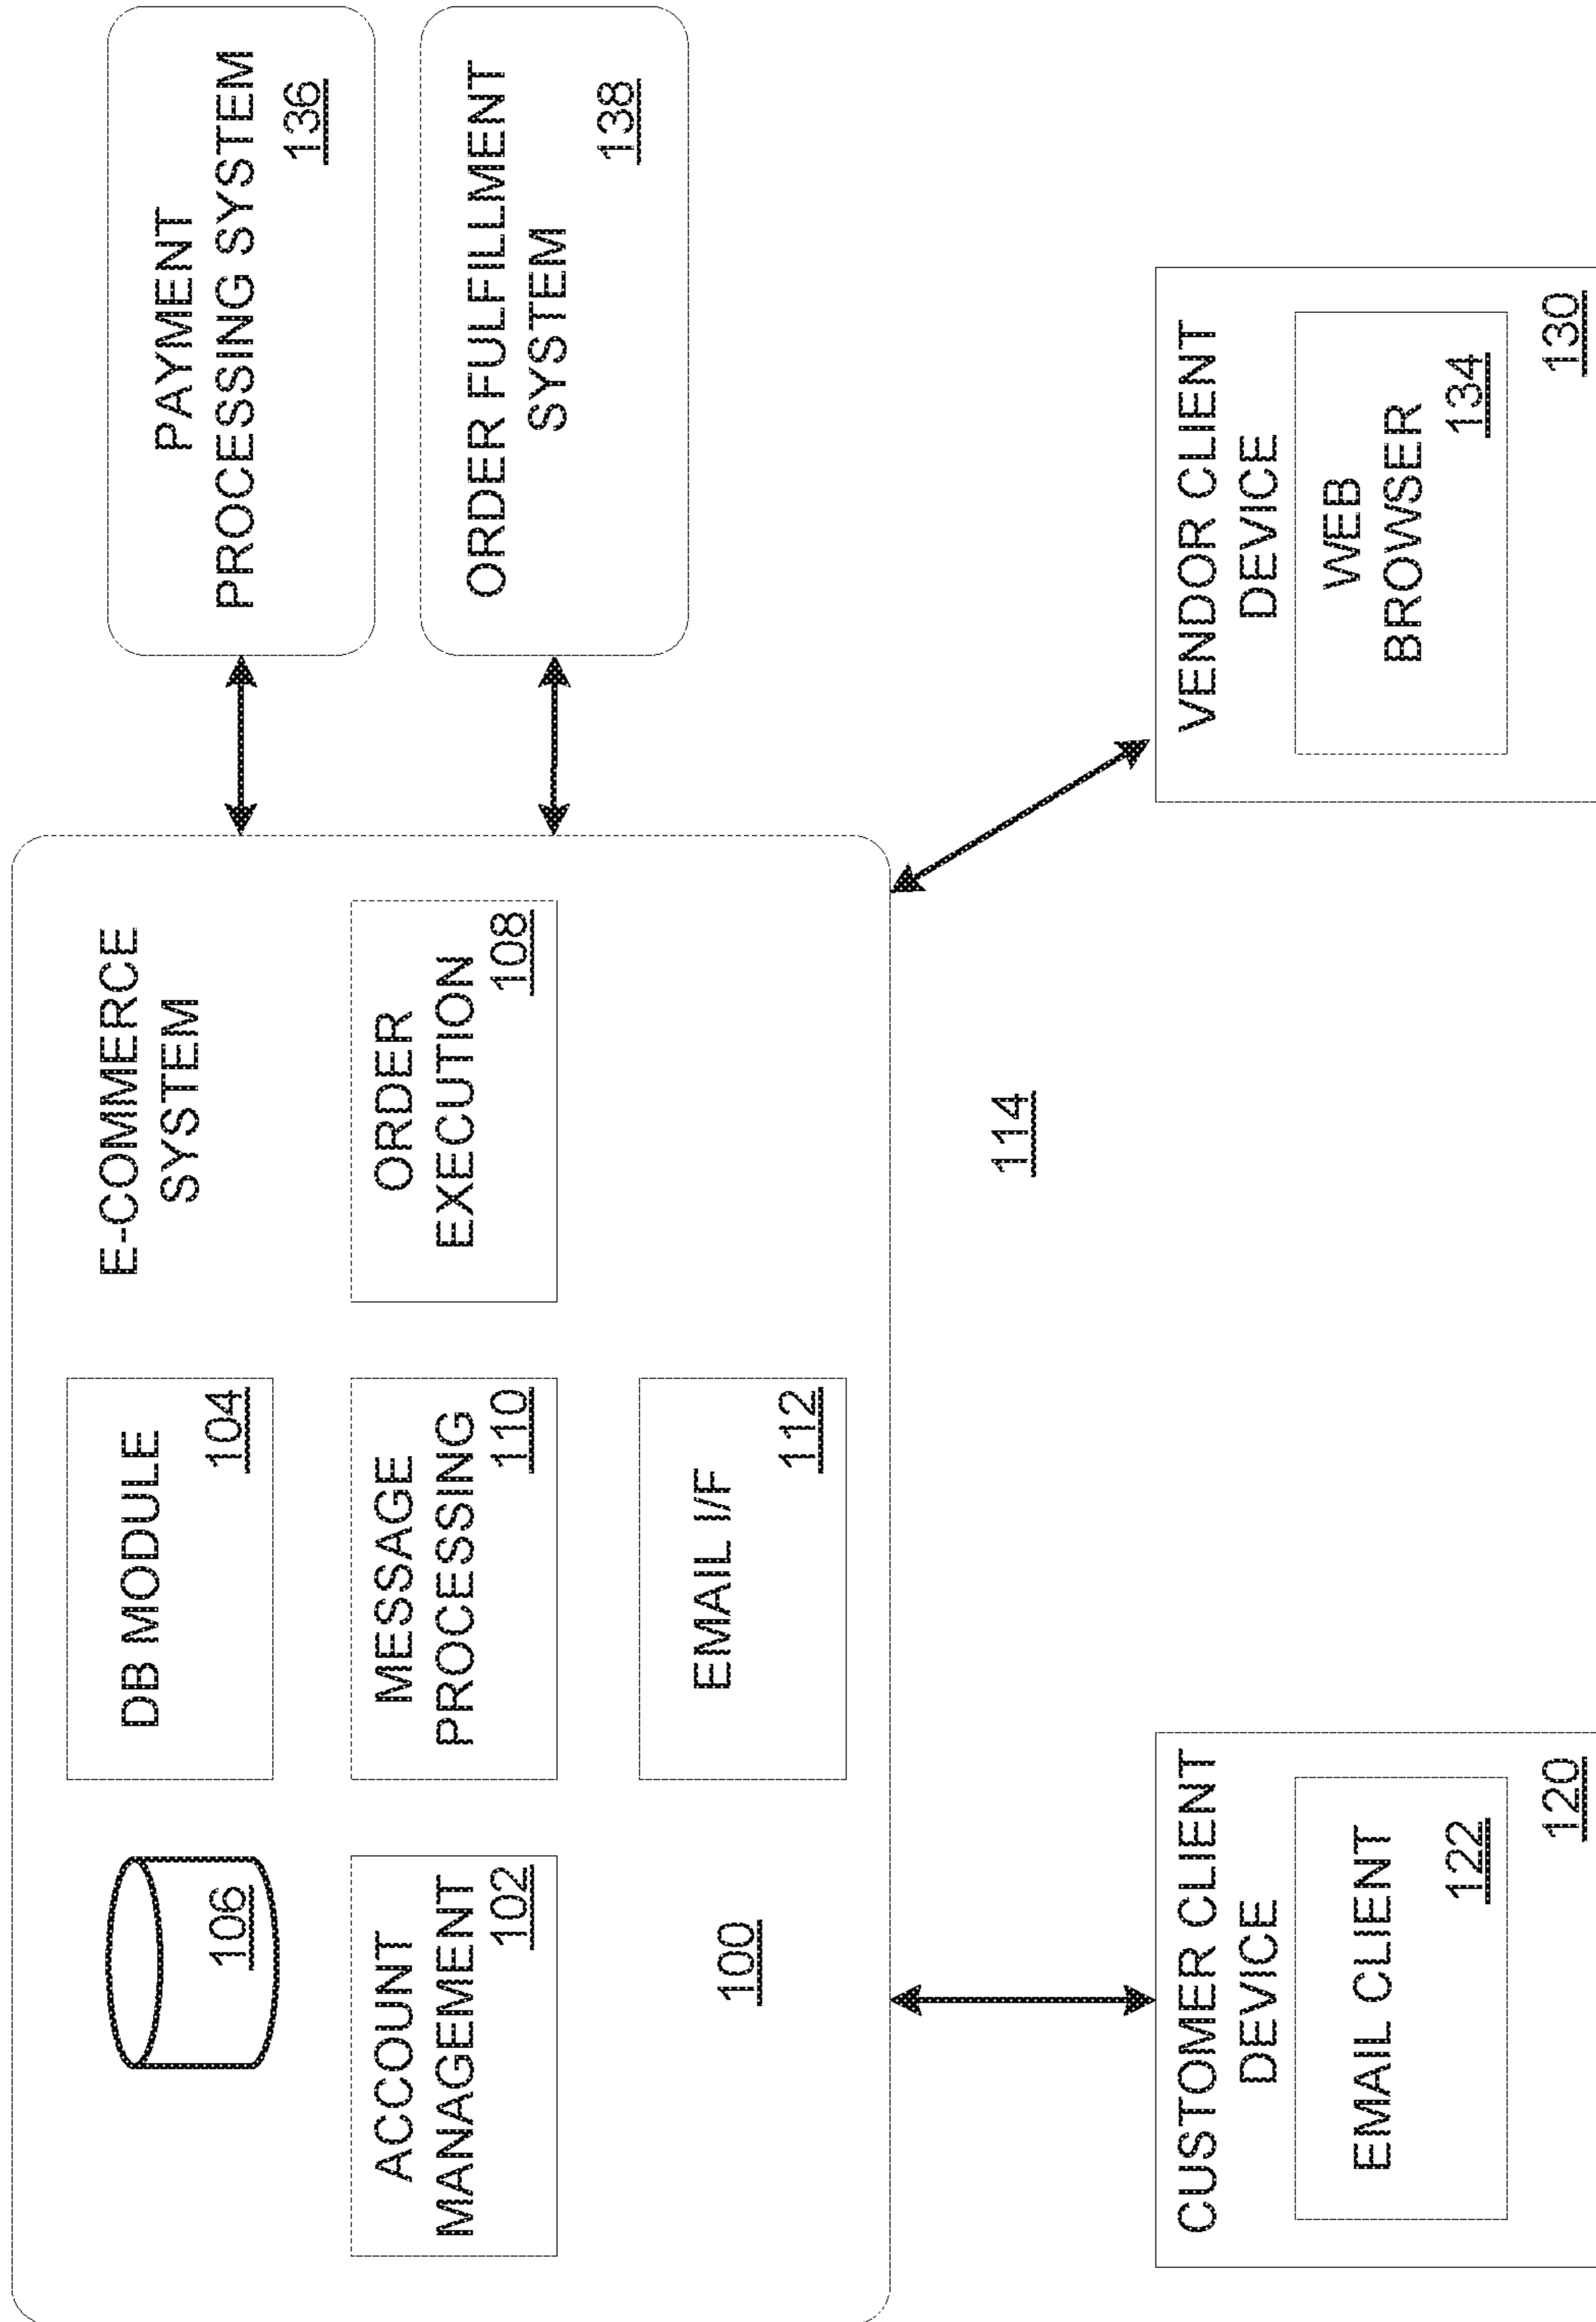 E-COMMERCE
SYSTEM
106
DB MODULE
104
ACCOUNT
MANAGEMENT
102
MESSAGE
PROCESSING
110
ORDER
EXECUTION
108
EMAIL I/F
112
100
PAYMENT
PROCESSING SYSTEM
136
ORDER FULFILLMENT
SYSTEM
138
114
CUSTOMER CLIENT
DEVICE
EMAIL CLIENT
122
120
VENDOR CLIENT
DEVICE
WEB
BROWSER
134
130